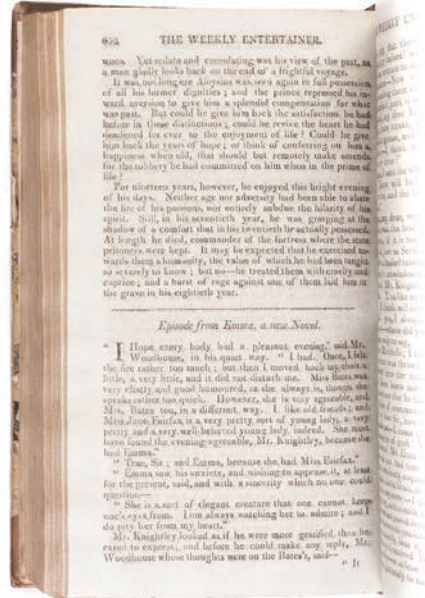 652 THE WEEKLY ENTERTAINER.
Yet sedate and consolating was his view of the past, as
a man gladly looks back on the end of a frightful voyage.
It was not long ere Aloysius was seen again in full possession
of all his former dignities; and the prince repressed his in-
ward aversion to give him a splendid compensation for what
was past. But could he give him back the satisfaction he had
before in these distinctions; could he revive the heart he had
deadened for ever to the enjoyment of life? Could he give
him back the years of hope; or think of conferring on him a
happiness when old, that should but remotely make amends
for the robbery he had committed on him when in the prime of
life?
For nineteen years, however, he enjoyed this bright evening
of his days. Neither age nor adversity had been able to abate
the fire of his passions, nor entirely subdue the hilarity of his
spirit. Still, in his seventieth year, he was grasping at the
shadow of a comfort that in his twentieth he actually possessed.
At length he died, commander of the fortress where the state
prisoners were kept. It may be expected that he exercised to-
wards them a humanity, the value of which he had been taught
so severely to know; but no—he treated them with cruelty and
caprice; and a burst of rage against one of them laid him in
the grave in his eightieth year.
Episode from Emma, a new Novel.
" I Hope every body had a pleasant evening," said Mr.
Woodhouse, in his quiet way. " I had. Once, I felt
the fire rather too much; but then I moved back my chair a
little, a very little, and it did not disturb me. Miss Bates was
very chatty and good humoured, as she always is, though she
speaks rather too quick. However, she is very agreeable, and
Mrs. Bates too, in a different way. I like old friends; and
Miss Jane Fairfax is a very pretty sort of young lady, a very
pretty and a very well behaved young lady indeed. She must
have found the evening agreeable, Mr. Knightley, because she
had Emma."
" True, Sir; and Emma, because she had Miss Fairfax."
" Emma saw his anxiety, and wishing to appease it, at least
for the present, said, and with a sincerity which no one could
question—
" She is a sort of elegant creature that one cannot keep
one's eyes from. I am always watching her to admire; and I
do pity her from my heart."
Mr. Knightley looked as if he were more gratified than he
cared to express, and before he could make any reply, Mr.
Woodhouse whose thoughts were on the Bates's, said—
" It